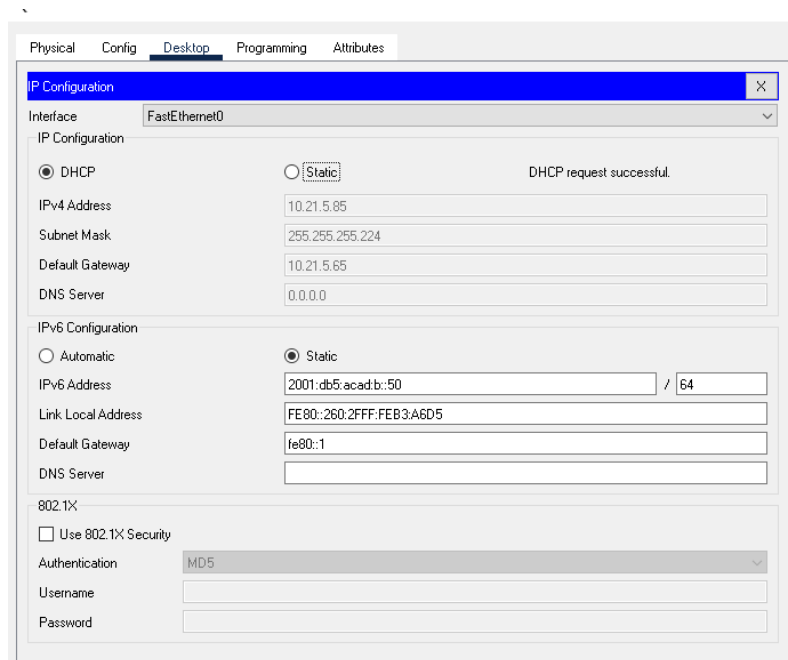 Physical Config Desktop Programming Attributes
IP Configuration X
Interface FastEthernet0
IP Configuration
DHCP Static DHCP request successful.
IPv4 Address 10.21.5.85
Subnet Mask 255.255.255.224
Default Gateway 10.21.5.65
DNS Server 0.0.0.0
IPv6 Configuration
Automatic Static
IPv6 Address 2001:db5:acad:b::50 / 64
Link Local Address FE80::260:2FFF:FEB3:A6D5
Default Gateway fe80::1
DNS Server
802.1X
Use 802.1X Security
Authentication MD5
Username
Password